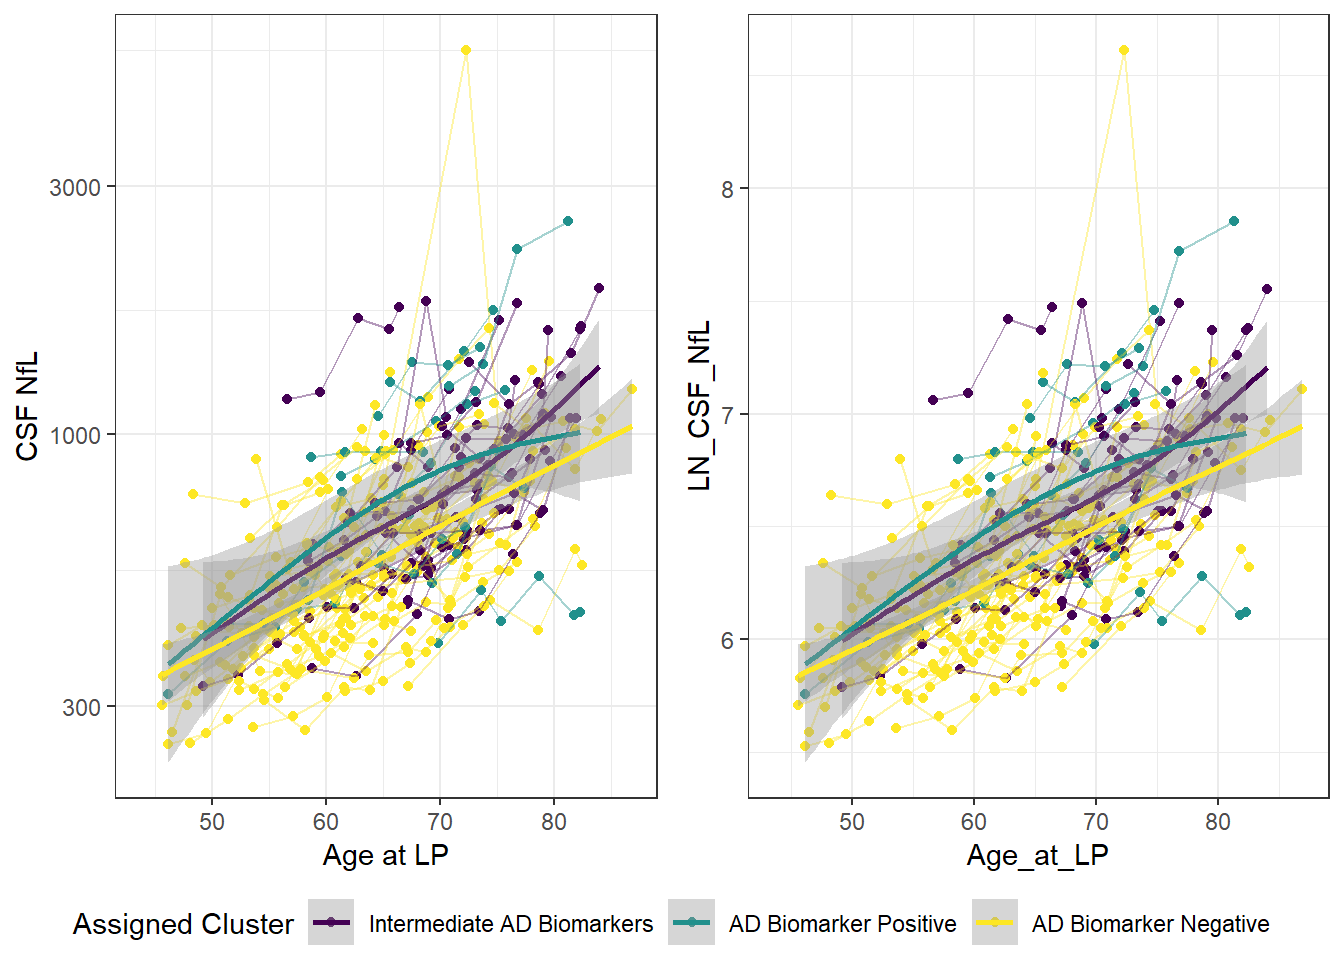 CSF NfL
3000
1000
300
50 60 70 80
Age at LP
LN_CSF_NfL
8
7
6
50 60 70 80
Age_at_LP
Assigned Cluster Intermediate AD Biomarkers AD Biomarker Positive AD Biomarker Negative